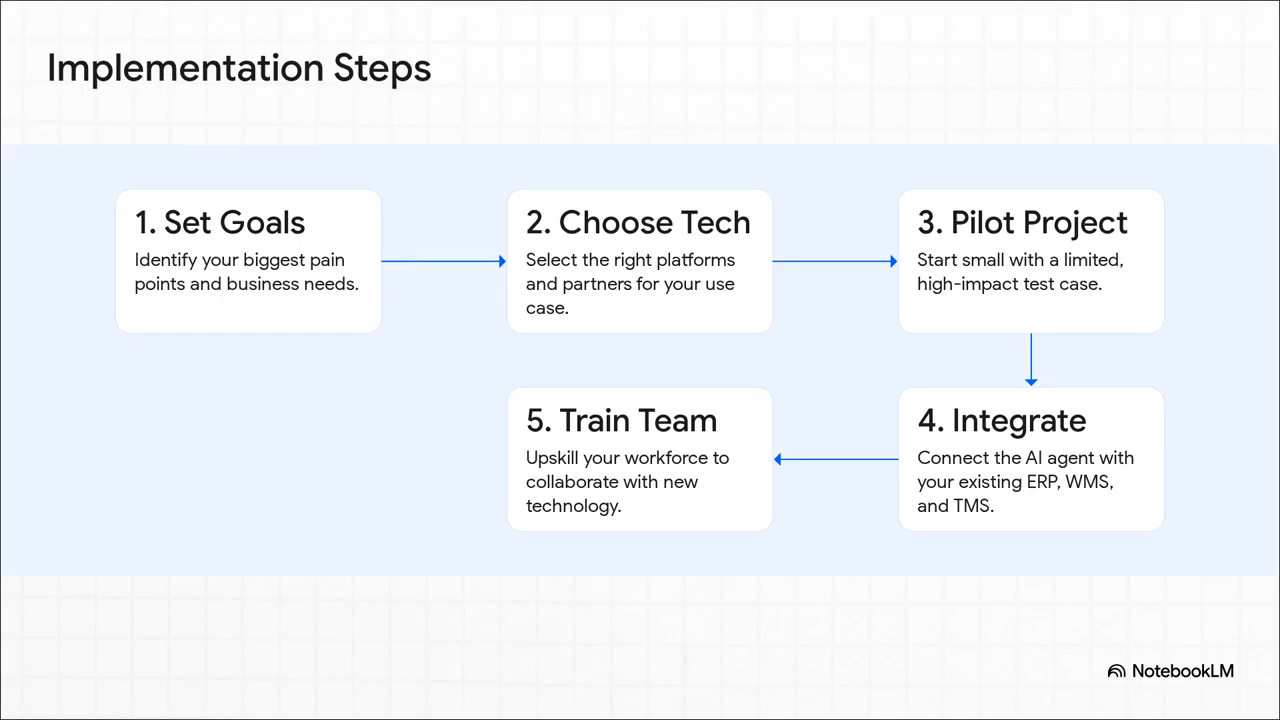 Implementation Steps
1. Set Goals
Identify your biggest pain
points and business needs.
2. Choose Tech
Select the right platforms
and partners for your use
case.
3. Pilot Project
Start small with a limited,
high-impact test case.
4. Integrate
Connect the AI agent with
your existing ERP, WMS,
and TMS.
5. Train Team
Upskill your workforce to
collaborate with new
technology.
NotebookLM